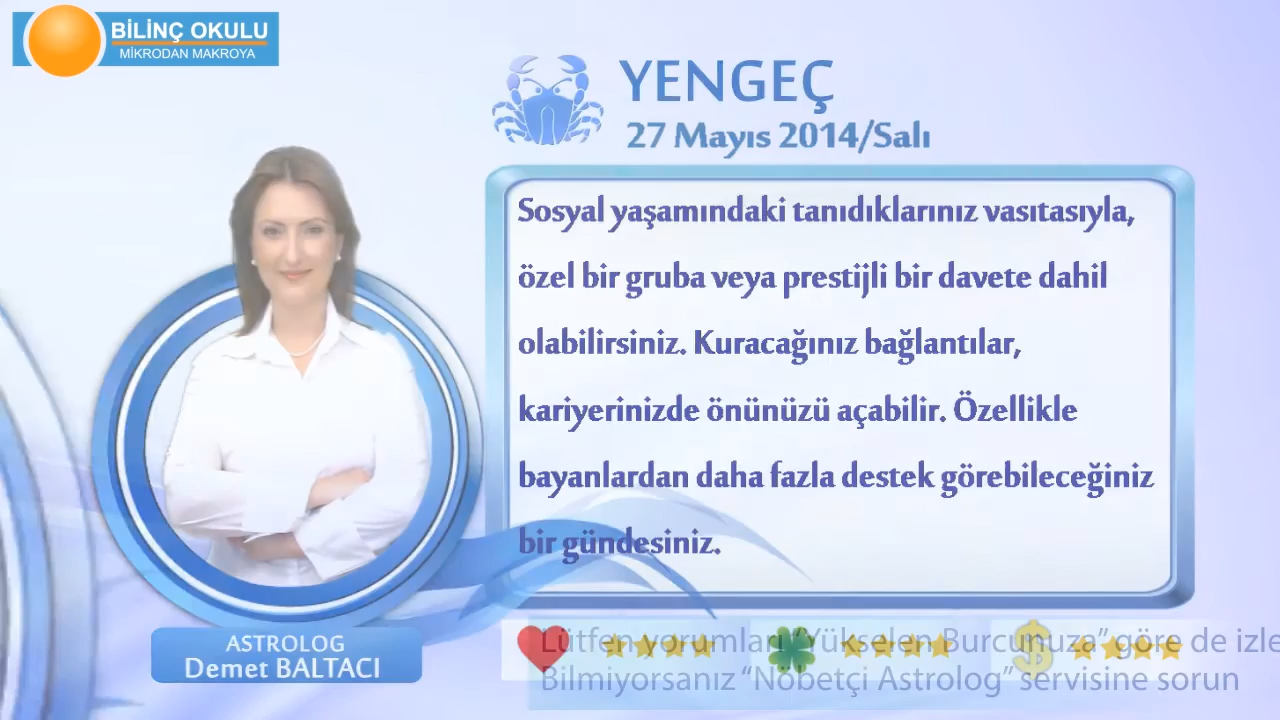 BİLİNÇ OKULU
MİKRODAN MAKROYA
YENGEÇ
27 Mayıs 2014/Salı
Sosyal yaşamındaki tanıdıklarınız vasıtasıyla,
özel bir gruba veya prestijli bir davete dahil
olabilirsiniz. Kuracağınız bağlantılar,
kariyerinizde önünüzü açabilir. Özellikle
bayanlardan daha fazla destek görebileceğiniz
bir gündesiniz.
ASTROLOG
Demet BALTACI
Lütfen yorumları "Yükselen Burcunuza" göre de izle
Bilmiyorsanız "Nöbetçi Astrolog" servisine sorun